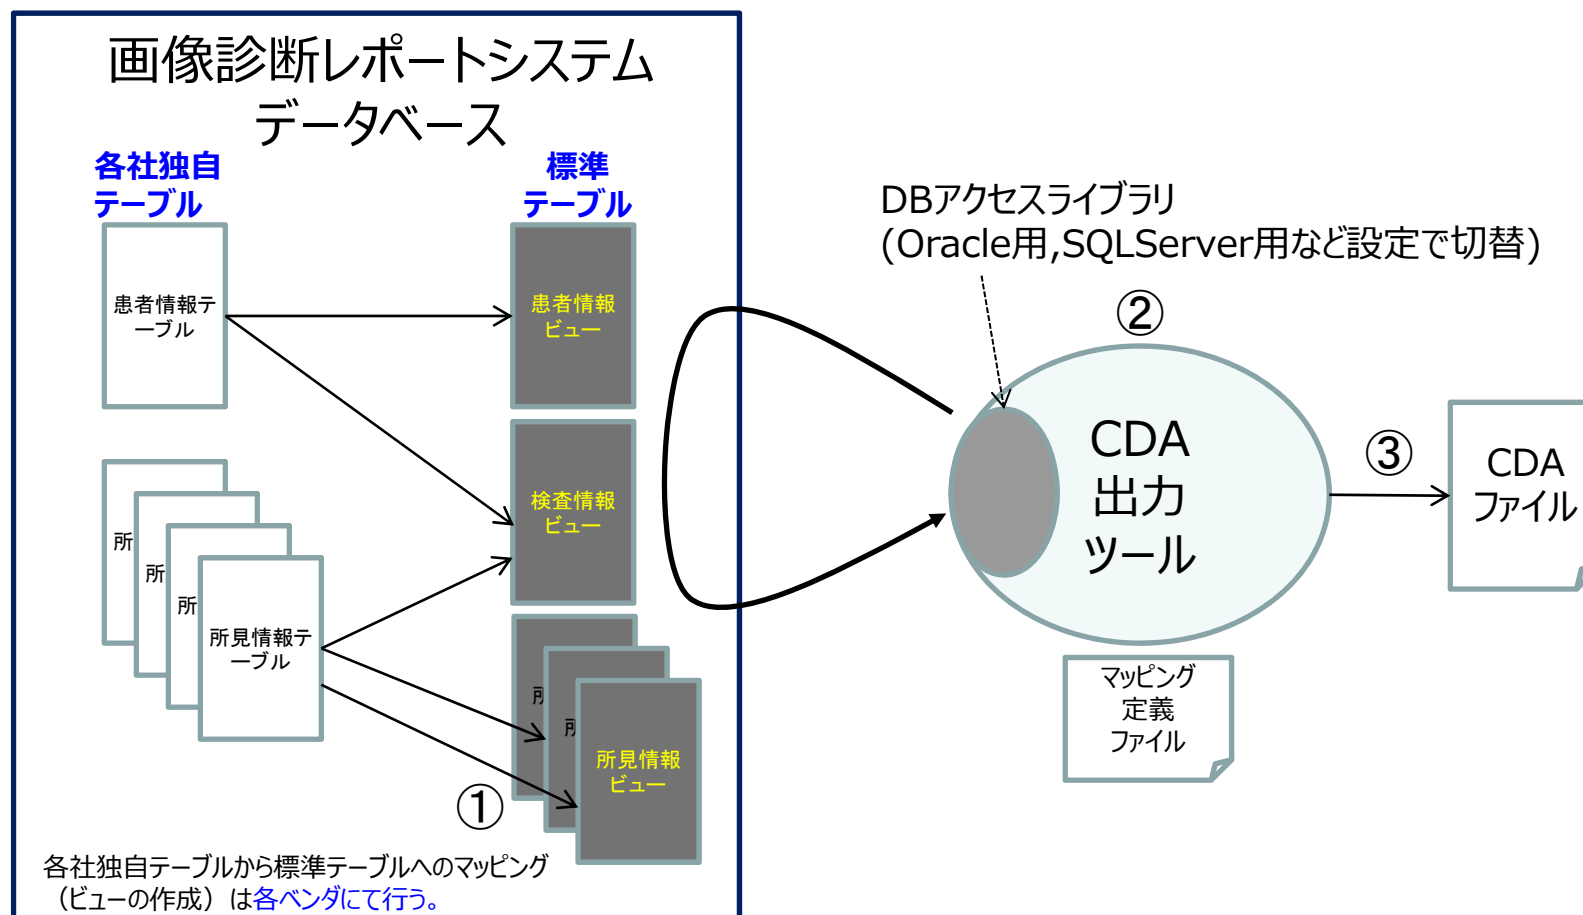 画像診断レポートシステム
データベース
各社独自
テーブル
標準
テーブル
患者情報テ
ーブル
患者情報
ビュー
検査情報
ビュー
所
所
所
所見情報テ
ーブル
所
所
所見情報
ビュー
①
各社独自テーブルから標準テーブルへのマッピング
（ビューの作成）は各ベンダにて行う。
DBアクセスライブラリ
(Oracle用,SQLServer用など設定で切替)
②
CDA
出力
ツール
マッピング
定義
ファイル
③
CDA
ファイル